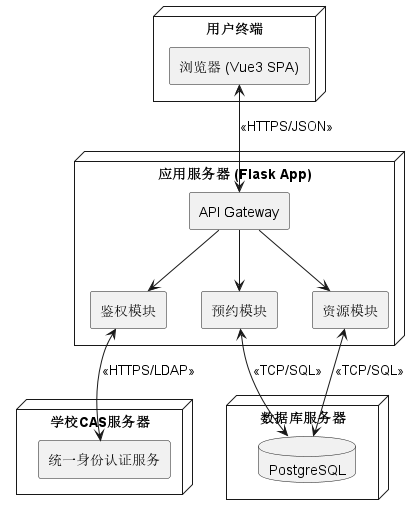 用户终端
浏览器 (Vue3 SPA)
«HTTPS/JSON»
应用服务器 (Flask App)
API Gateway
鉴权模块
预约模块
资源模块
«HTTPS/LDAP»
«TCP/SQL»
«TCP/SQL»
学校CAS服务器
统一身份认证服务
数据库服务器
PostgreSQL